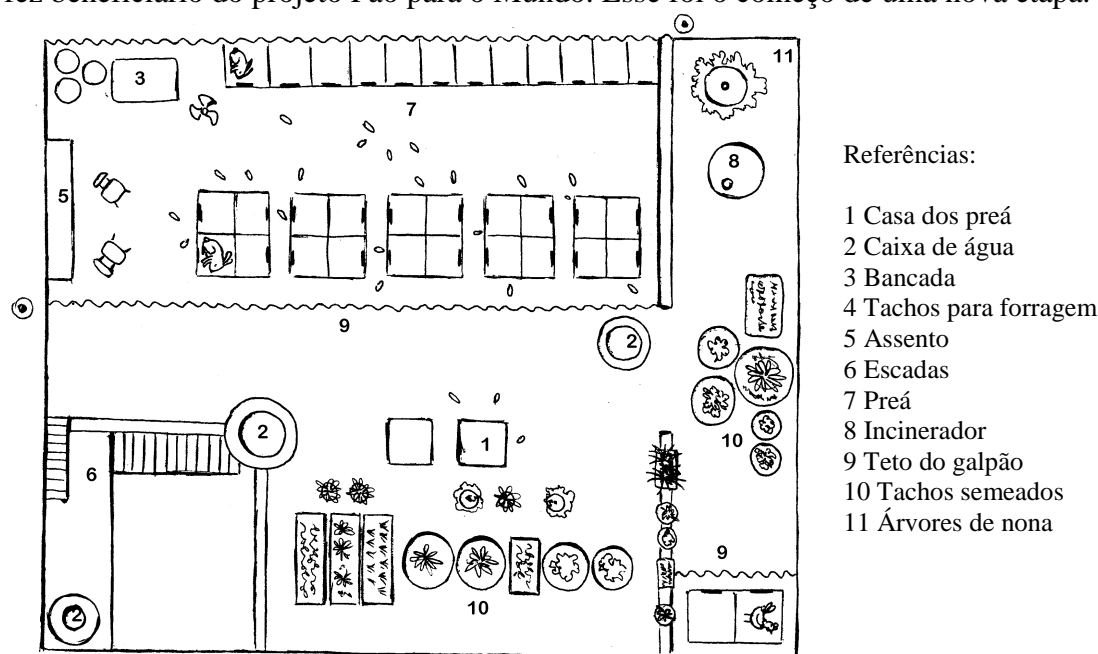 fez beneficiário do projeto Pão para o Mundo. Esse foi o começo de uma nova etapa.
11
3
7
8
5
9
2
2
1
10
6
9
10
2
Referências:
1 Casa dos preá
2 Caixa de água
3 Bancada
4 Tachos para forragem
5 Assento
6 Escadas
7 Preá
8 Incinerador
9 Teto do galpão
10 Tachos semeados
11 Árvores de nona